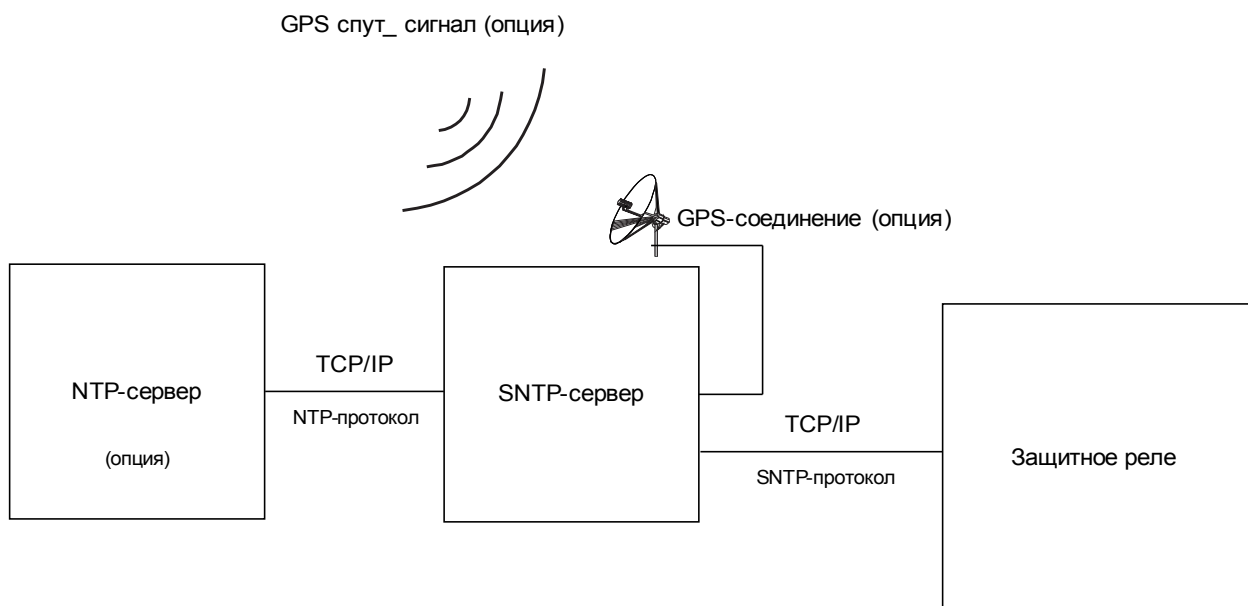 GPS спут_ сигнал (опция)
GPS-соединение (опция)
TCP/IP
NTP-сервер
SNTP-сервер
NTP-протокол
TCP/IP
(опция)
Защитное реле
SNTP-протокол